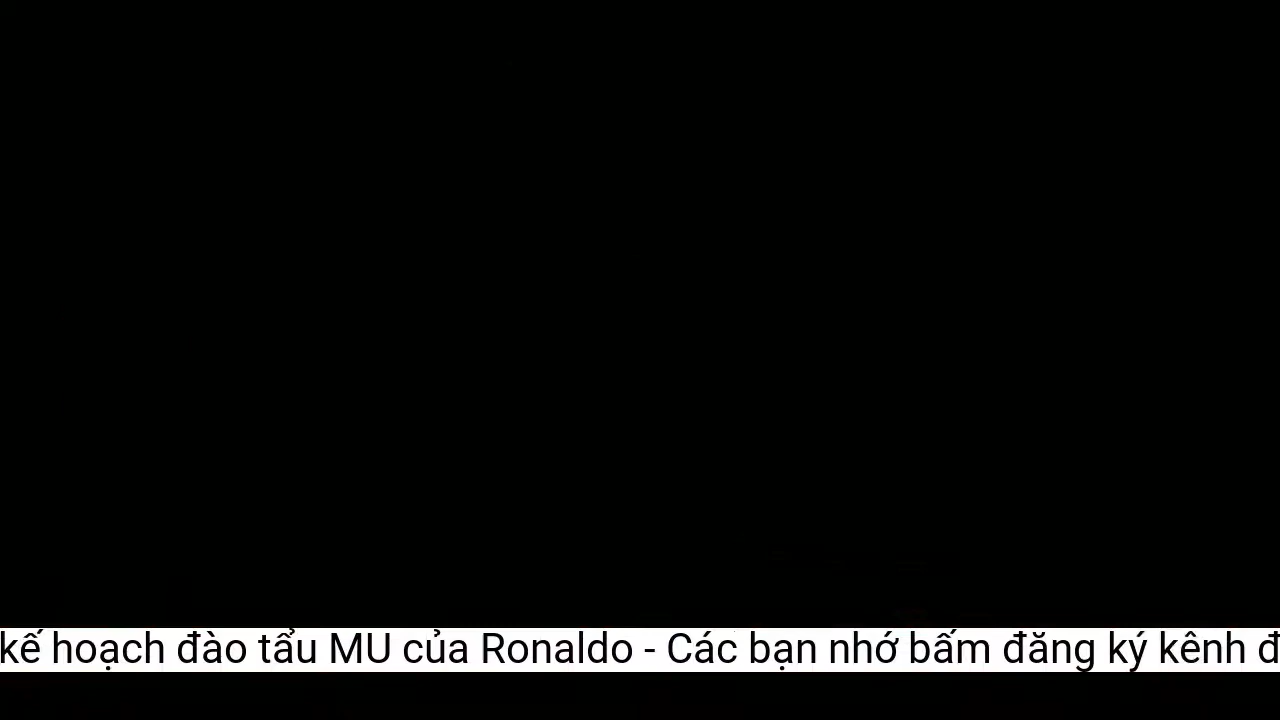 kế hoạch đào tẩu MU của Ronaldo - Các bạn nhớ bấm đăng ký kênh đ